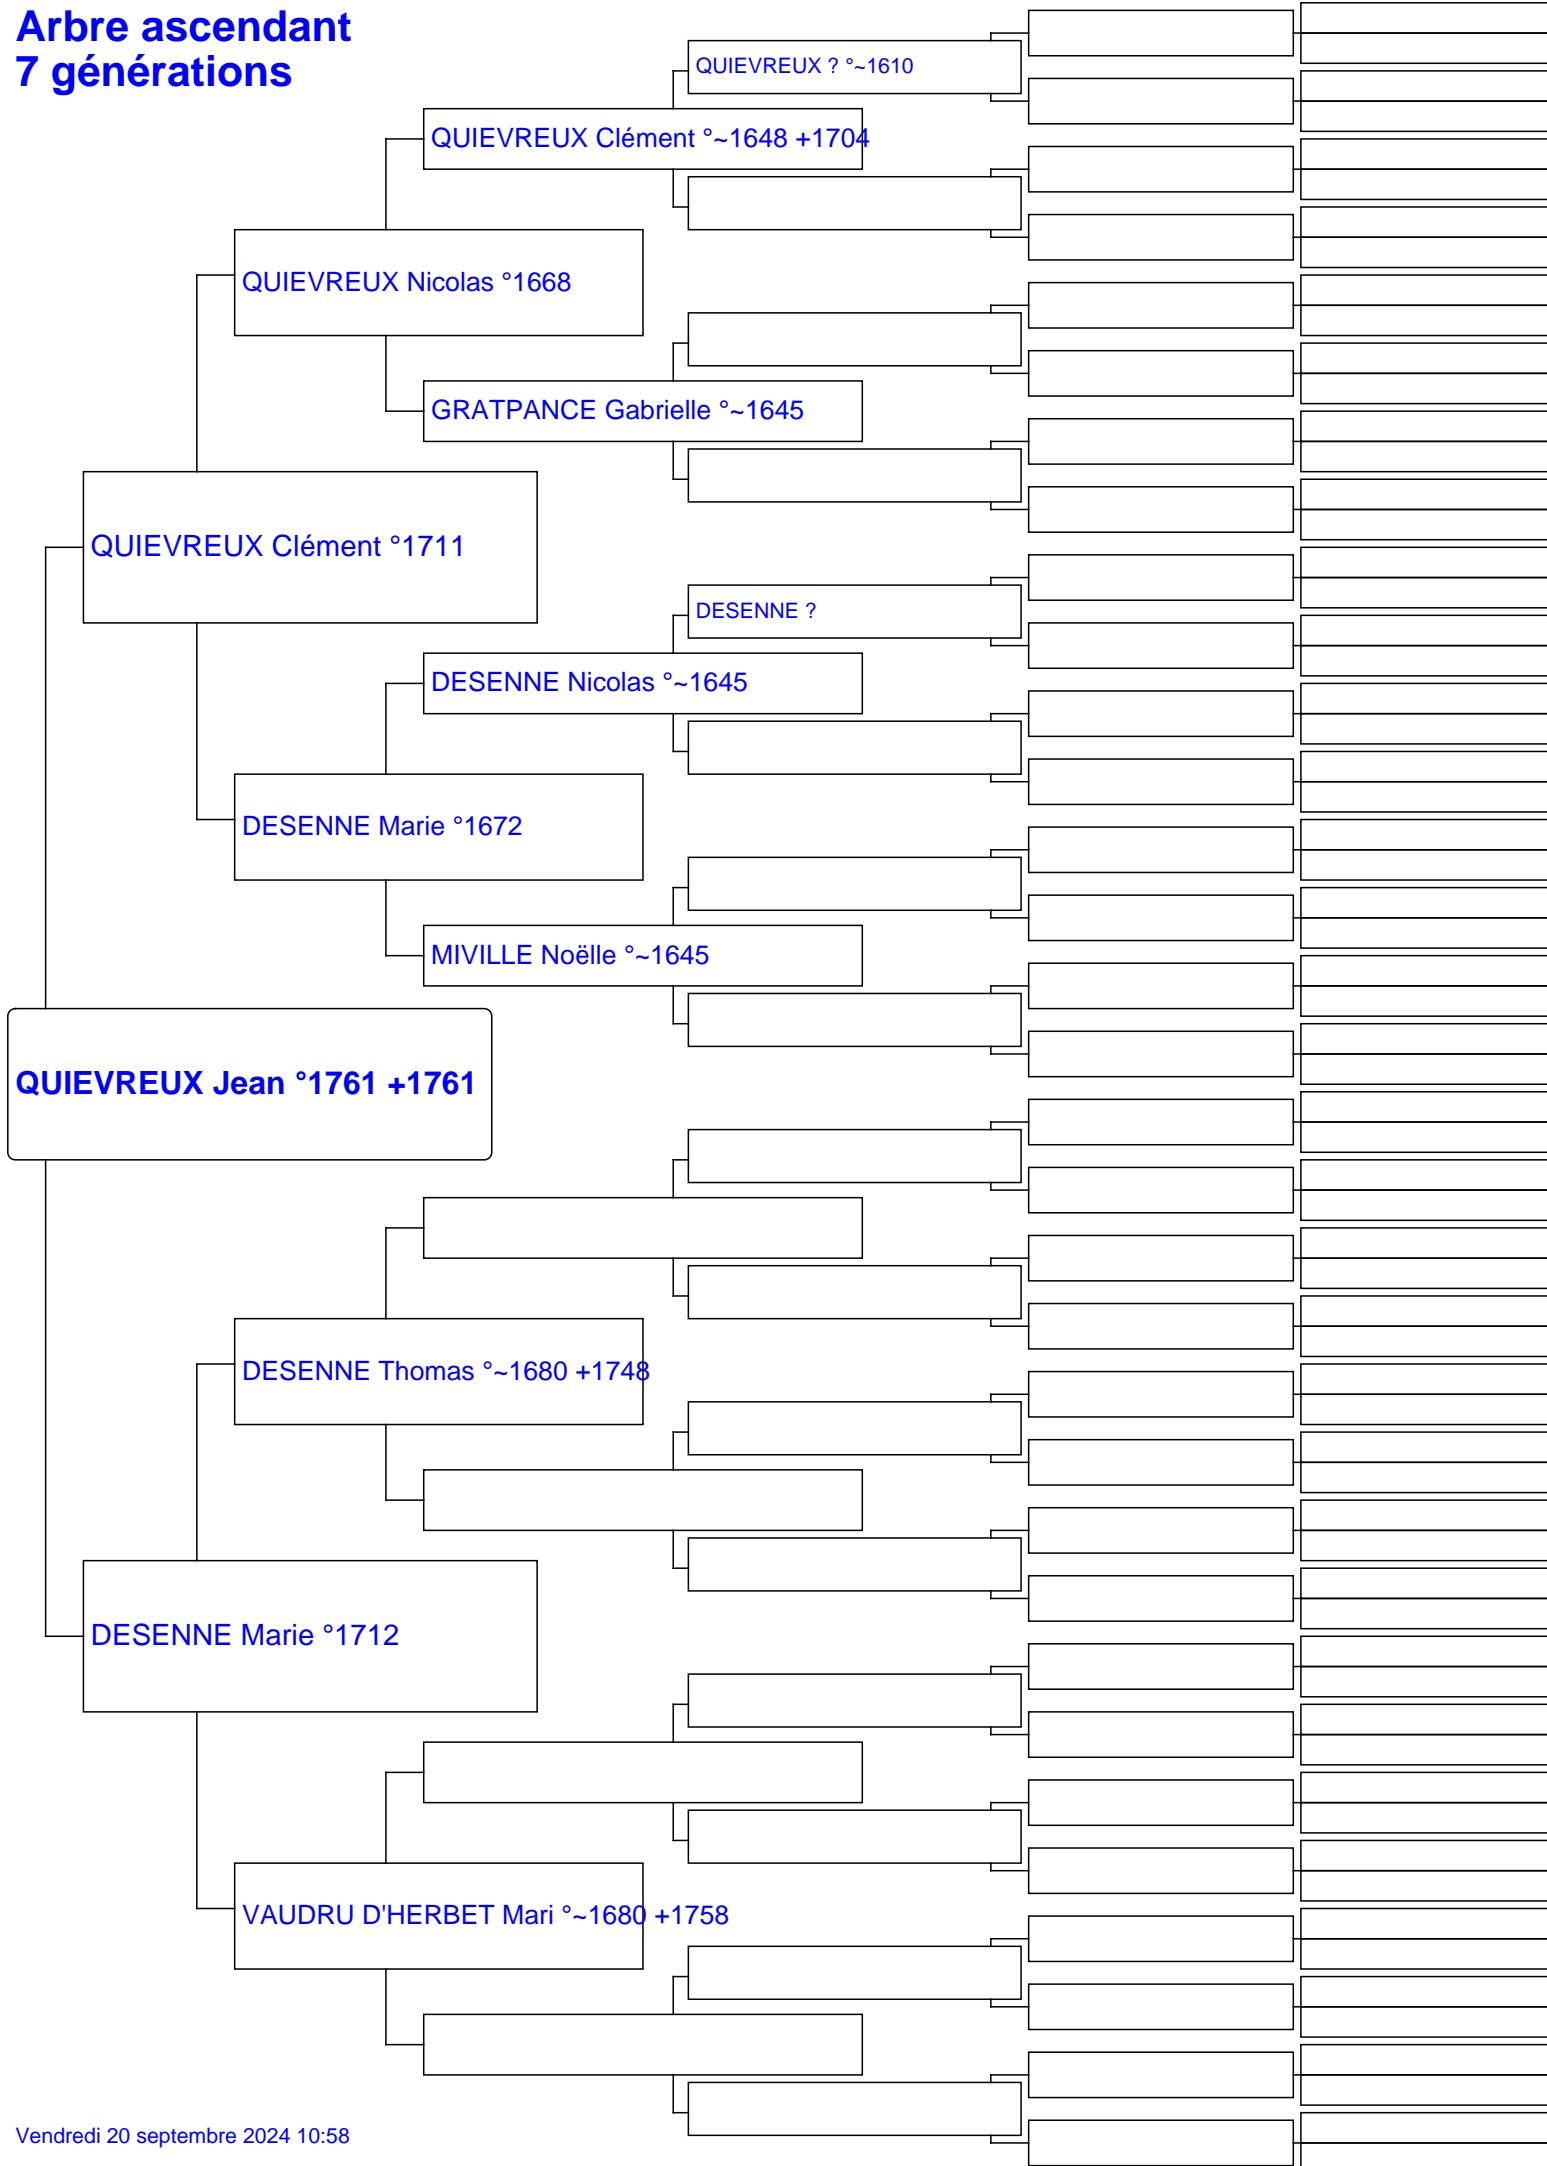 Arbre ascendant
7 générations
QUIEVREUX ? °~1610
QUIEVREUX Clément °~1648 +1704
QUIEVREUX Nicolas °1668
GRATPANCE Gabrielle °~1645
QUIEVREUX Clément °1711
DESENNE ?
DESENNE Nicolas °~1645
DESENNE Marie °1672
MIVILLE Noëlle °~1645
QUIEVREUX Jean °1761 +1761
DESENNE Thomas °~1680 +1748
DESENNE Marie °1712
VAUDRU D'HERBET Mari °~1680 +1758
Vendredi 20 septembre 2024 10:58